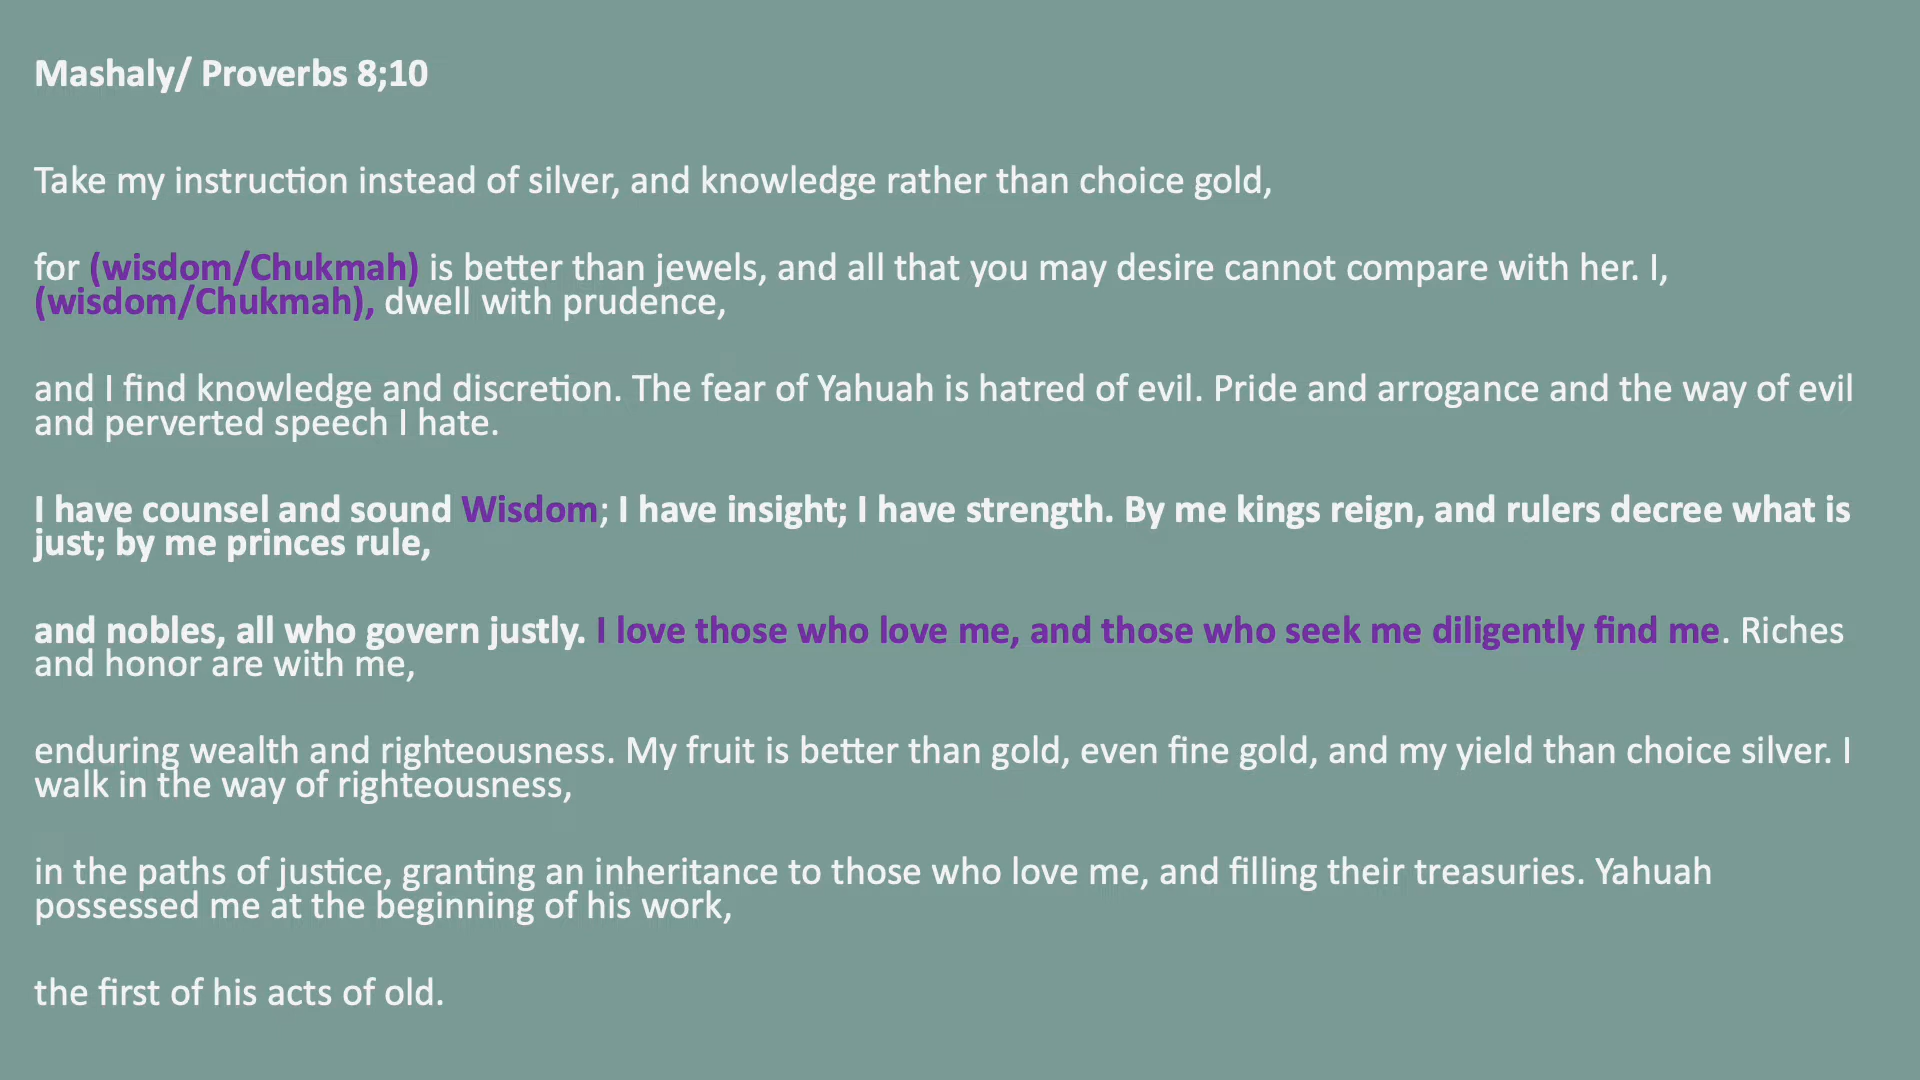 Mashaly/ Proverbs 8;10
Take my instruction instead of silver, and knowledge rather than choice gold,
for (wisdom/Chukmah) is better than jewels, and all that you may desire cannot compare with her. I,
(wisdom/Chukmah), dwell with prudence,
and I find knowledge and discretion. The fear of Yahuah is hatred of evil. Pride and arrogance and the way of evil
and perverted speech I hate.
I have counsel and sound Wisdom; I have insight; I have strength. By me kings reign, and rulers decree what is
just; by me princes rule,
and nobles, all who govern justly. I love those who love me, and those who seek me diligently find me. Riches
and honor are with me,
enduring wealth and righteousness. My fruit is better than gold, even fine gold, and my yield than choice silver. I
walk in the way of righteousness,
in the paths of justice, granting an inheritance to those who love me, and filling their treasuries. Yahuah
possessed me at the beginning of his work,
the first of his acts of old.